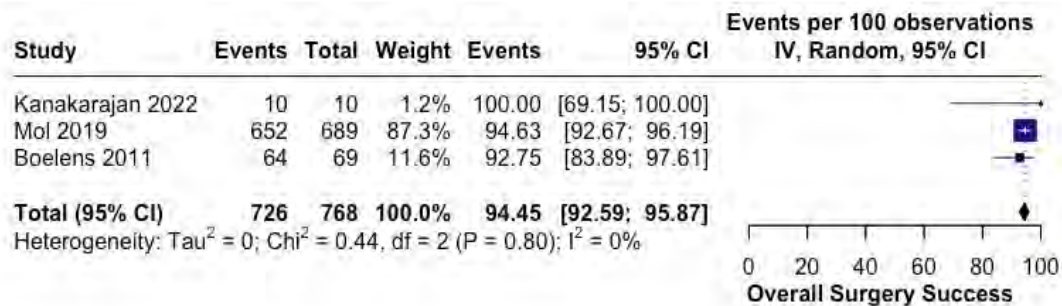 Events per 100 observations
Study Events Total Weight Events 95% CI IV, Random, 95% CI
Kanakarajan 2022 10 10 1.2% 100.00 [69.15; 100.00]
Mol 2019 652 689 87.3% 94.63 [92.67; 96.19]
Boelens 2011 64 69 11.6% 92.75 [83.89; 97.61]
Total (95% CI) 726 768 100.0% 94.45 [92.59; 95.87]
Heterogeneity: Tau² = 0; Chi² = 0.44, df = 2 (P = 0.80); I² = 0%
0 20 40 60 80 100
Overall Surgery Success